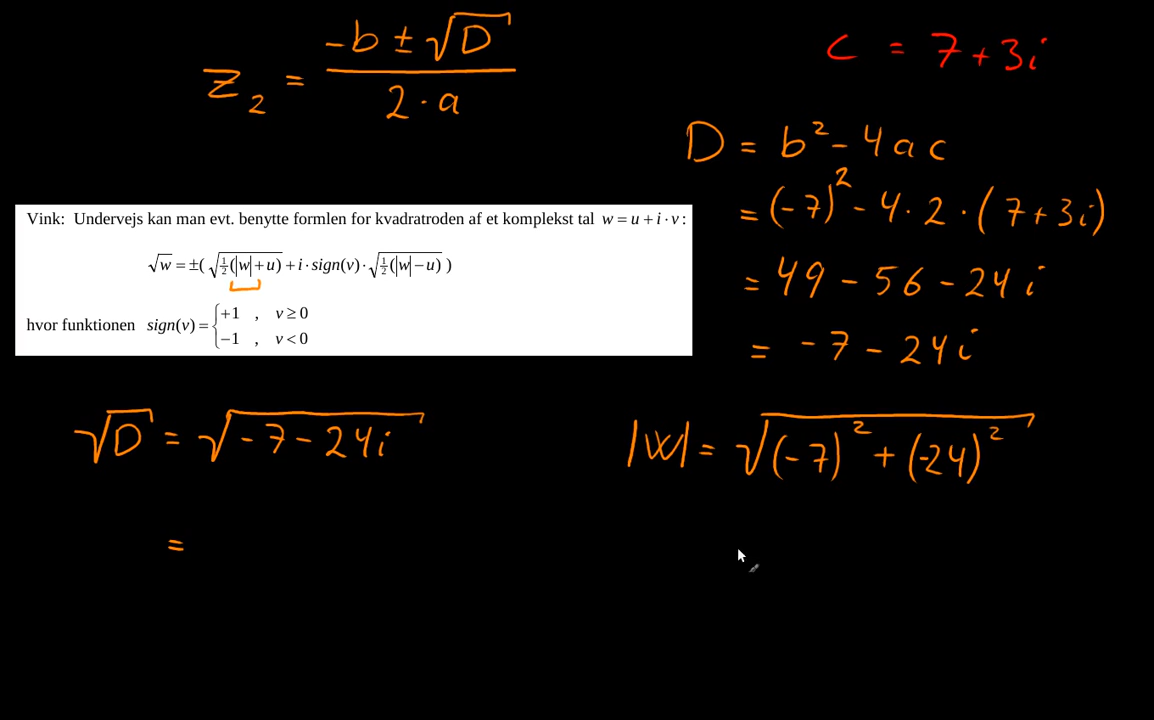 z₂ = (-b ± √D) / (2 · a)
c = 7 + 3i
D = b² - 4ac
= (-7)² - 4 · 2 · (7 + 3i)
= 49 - 56 - 24i
= -7 - 24i
Vink: Undervejs kan man evt. benytte formlen for kvadratroden af et komplekst tal w = u + i · v :
√w = ±( √(½(|w| + u)) + i · sign(v) · √(½(|w| − u)) )
hvor funktionen sign(v) = { +1 , v ≥ 0
−1 , v < 0
√D = √(-7 - 24i)
=
|w| = √((-7)² + (-24)²)